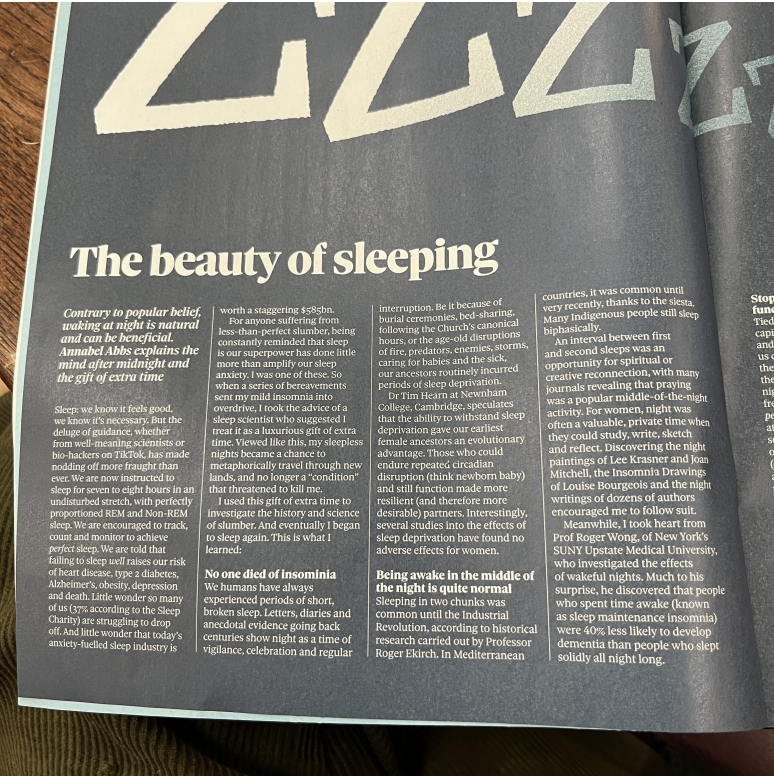 The beauty of sleeping
Contrary to popular belief,
waking at night is natural
and can be beneficial.
Annabel Abbs explains the
mind after midnight and
the gift of extra time
Sleep: we know it feels good,
we know it's necessary. But the
deluge of guidance, whether
from well-meaning scientists or
bio-hackers on TikTok, has made
nodding off more fraught than
ever. We are now instructed to
sleep for seven to eight hours in an
undisturbed stretch, with perfectly
proportioned REM and Non-REM
sleep. We are encouraged to track,
count and monitor to achieve
perfect sleep. We are told that
failing to sleep well raises our risk
of heart disease, type 2 diabetes,
Alzheimer's, obesity, depression
and death. Little wonder so many
of us (37% according to the Sleep
Charity) are struggling to drop
off. And little wonder that today's
anxiety-fuelled sleep industry is
worth a staggering $585bn.
For anyone suffering from
less-than-perfect slumber, being
constantly reminded that sleep
is our superpower has done little
more than amplify our sleep
anxiety. I was one of these. So
when a series of bereavements
sent my mild insomnia into
overdrive, I took the advice of a
sleep scientist who suggested I
treat it as a luxurious gift of extra
time. Viewed like this, my sleepless
nights became a chance to
metaphorically travel through new
lands, and no longer a "condition"
that threatened to kill me.
I used this gift of extra time to
investigate the history and science
of slumber. And eventually I began
to sleep again. This is what I
learned:
No one died of insomnia
We humans have always
experienced periods of short,
broken sleep. Letters, diaries and
anecdotal evidence going back
centuries show night as a time of
vigilance, celebration and regular
interruption. Be it because of
burial ceremonies, bed-sharing,
following the Church's canonical
hours, or the age-old disruptions
of fire, predators, enemies, storms,
caring for babies and the sick,
our ancestors routinely incurred
periods of sleep deprivation.
Dr Tim Hearn at Newnham
College, Cambridge, speculates
that the ability to withstand sleep
deprivation gave our earliest
female ancestors an evolutionary
advantage. Those who could
endure repeated circadian
disruption (think newborn baby)
and still function made more
resilient (and therefore more
desirable) partners. Interestingly,
several studies into the effects of
sleep deprivation have found no
adverse effects for women.
Being awake in the middle of
the night is quite normal
Sleeping in two chunks was
common until the Industrial
Revolution, according to historical
research carried out by Professor
Roger Ekirch. In Mediterranean
countries, it was common until
very recently, thanks to the siesta.
Many Indigenous people still sleep
biphasically.
An interval between first
and second sleeps was an
opportunity for spiritual or
creative reconnection, with many
journals revealing that praying
was a popular middle-of-the-night
activity. For women, night was
often a valuable, private time when
they could study, write, sketch
and reflect. Discovering the night
paintings of Lee Krasner and Joan
Mitchell, the Insomnia Drawings
of Louise Bourgeois and the night
writings of dozens of authors
encouraged me to follow suit.
Meanwhile, I took heart from
Prof Roger Wong, of New York's
SUNY Upstate Medical University,
who investigated the effects
of wakeful nights. Much to his
surprise, he discovered that people
who spent time awake (known
as sleep maintenance insomnia)
were 40% less likely to develop
dementia than people who slept
solidly all night long.